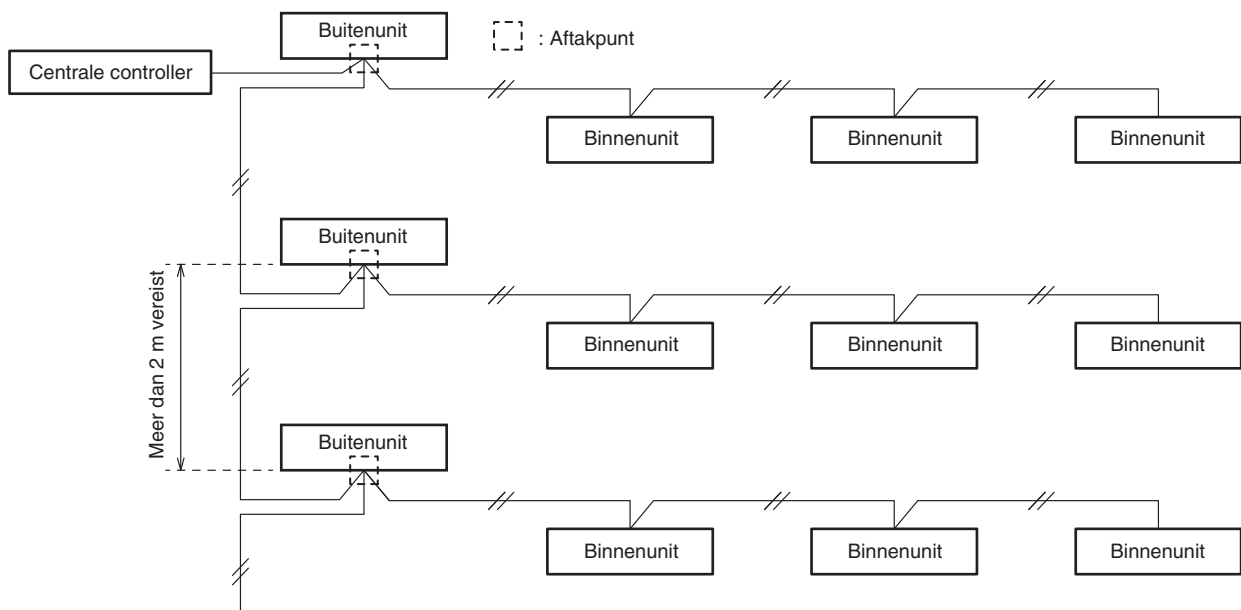 Buitenunit
: Aftakpunt
Centrale controller
Binnenunit
Binnenunit
Binnenunit
Buitenunit
Meer dan 2 m vereist
Binnenunit
Binnenunit
Binnenunit
Buitenunit
Binnenunit
Binnenunit
Binnenunit